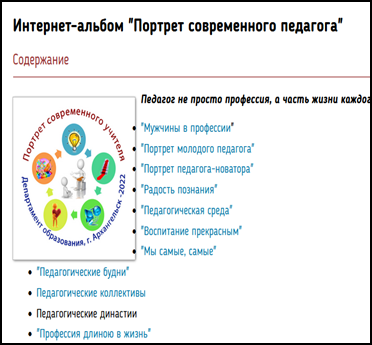 Интернет-альбом "Портрет современного педагога"
Содержание
Педагог не просто профессия, а часть жизни каждог
Портрет современного учителя
Департамент образования, г. Архангельск -2022
"Мужчины в профессии"
"Портрет молодого педагога"
"Портрет педагога-новатора"
"Радость познания"
"Педагогическая среда"
"Воспитание прекрасным"
"Мы самые, самые"
"Педагогические будни"
Педагогические коллективы
Педагогические династии
"Профессия длиною в жизнь"